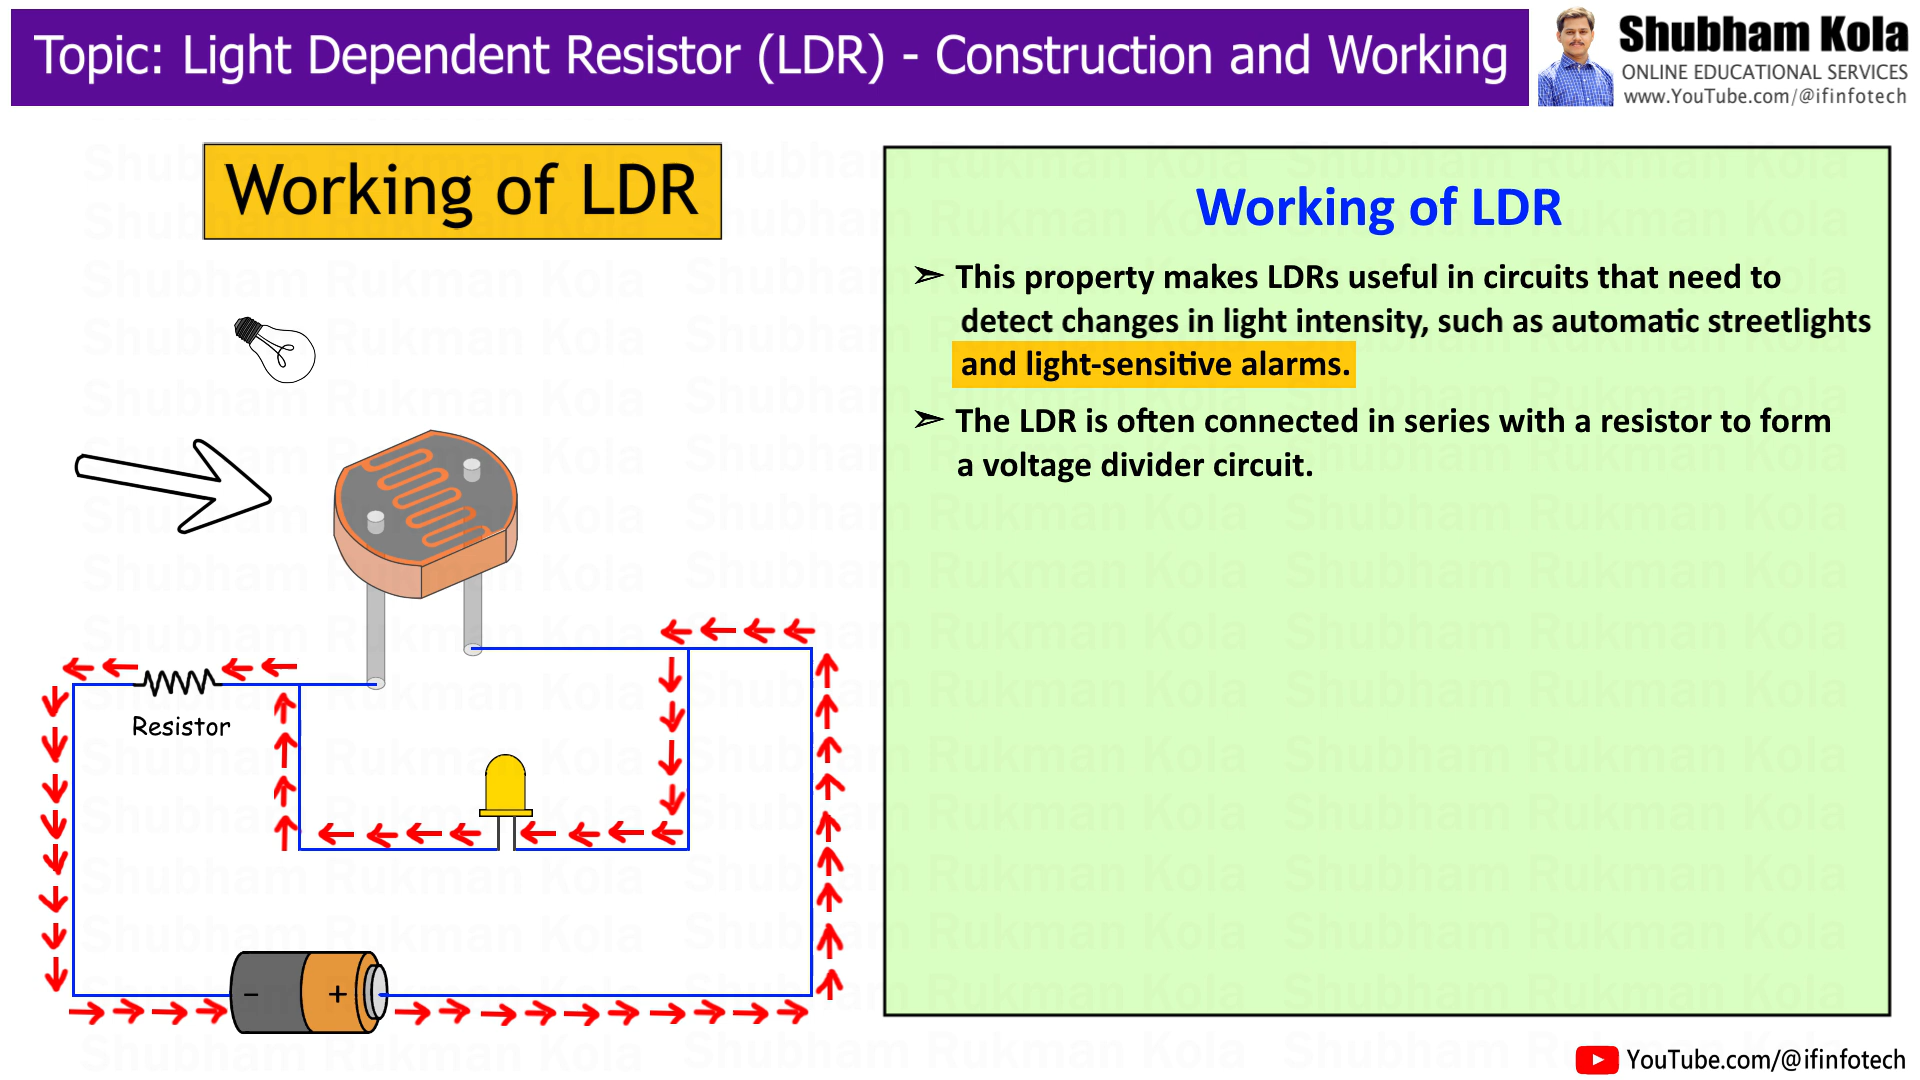 Topic: Light Dependent Resistor (LDR) - Construction and Working
Shubham Kola
ONLINE EDUCATIONAL SERVICES
www.YouTube.com/@ifinfotech
Working of LDR
Working of LDR
➢ This property makes LDRs useful in circuits that need to
detect changes in light intensity, such as automatic streetlights
and light-sensitive alarms.
➢ The LDR is often connected in series with a resistor to form
a voltage divider circuit.
Resistor
- +
YouTube.com/@ifinfotech
Shubham Rukman Kola